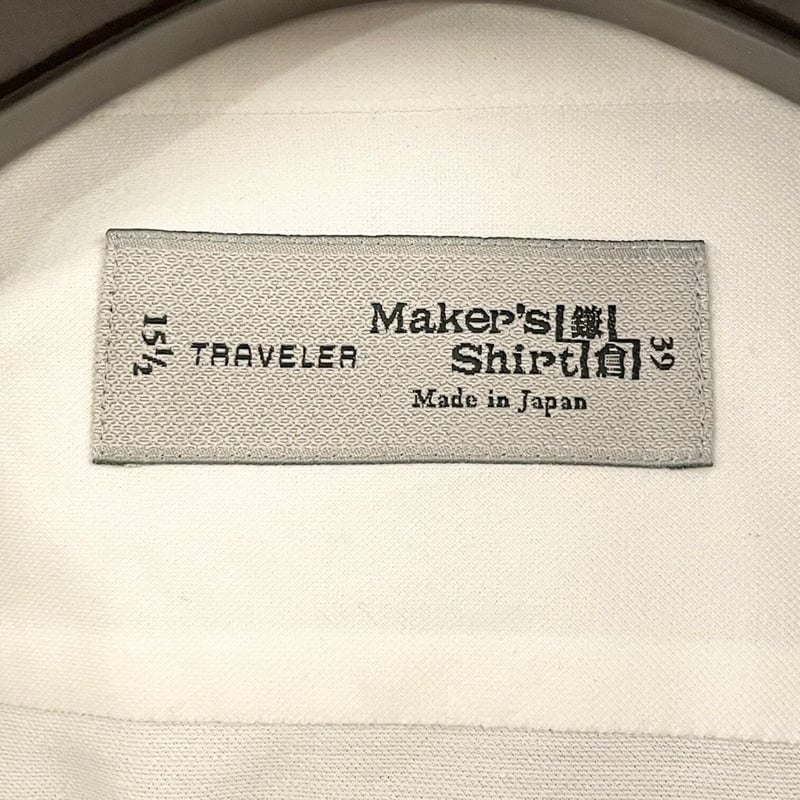 15½
TRAVELER
Maker's 鎌
Shirt 倉
Made in Japan
39